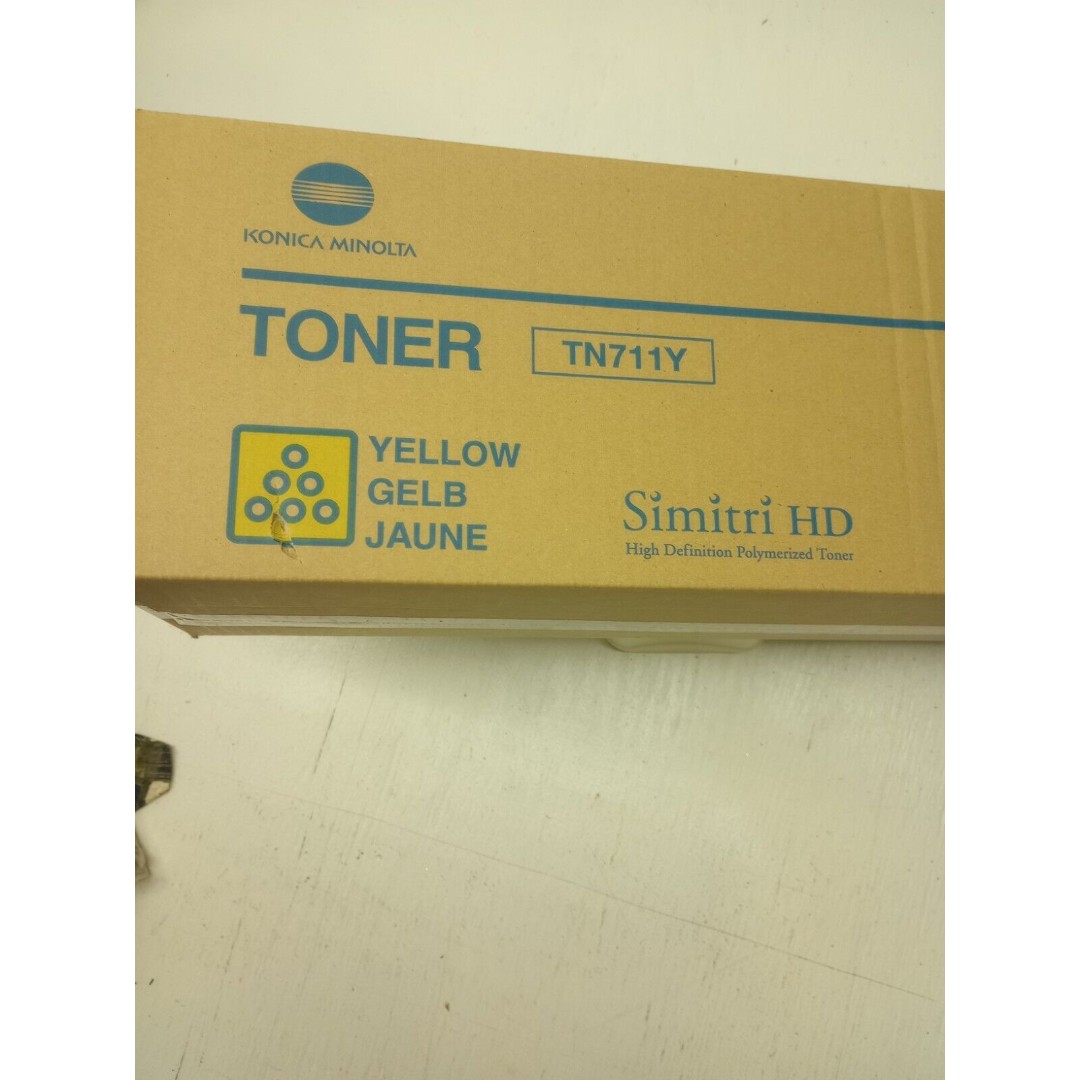 KONICA MINOLTA
TONER
TN711Y
YELLOW
GELB
JAUNE
Simitri HD
High Definition Polymerized Toner